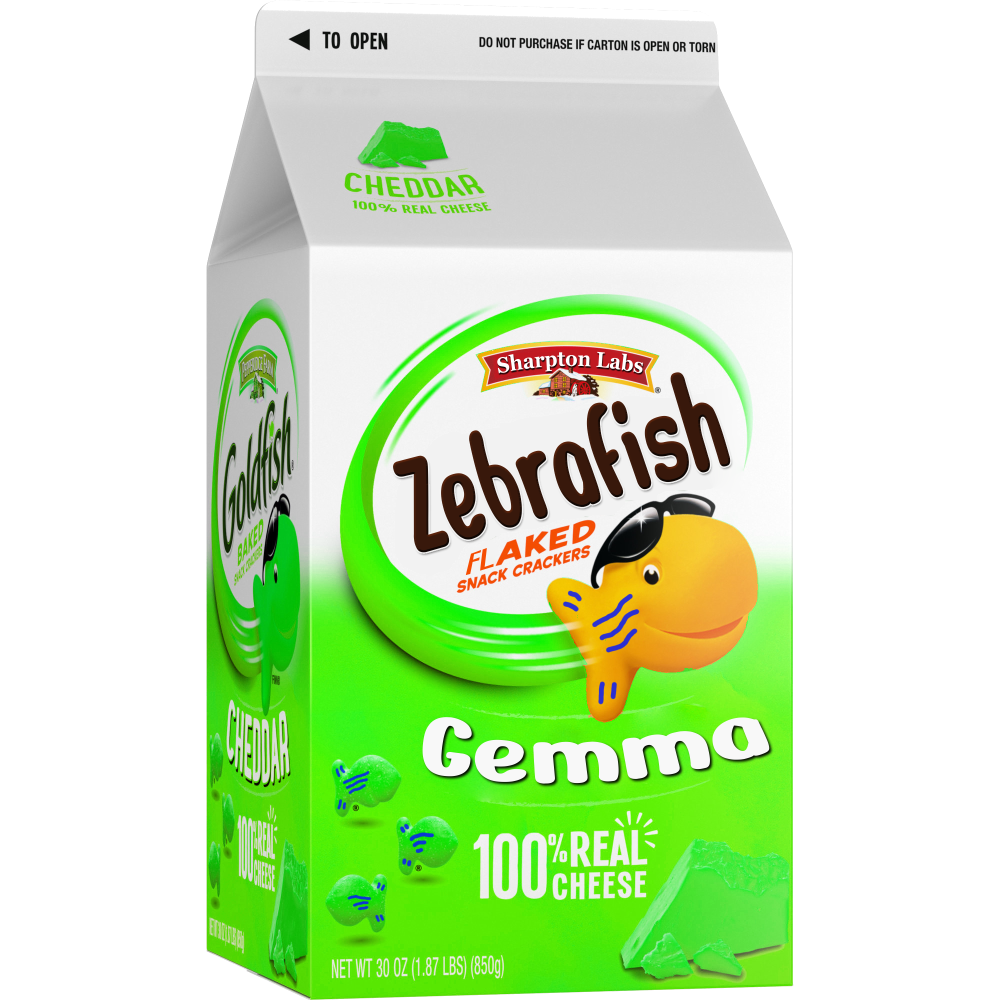 TO OPEN
DO NOT PURCHASE IF CARTON IS OPEN OR TORN
CHEDDAR
100% REAL CHEESE
PEPPERIDGE FARM
®
Goldfish®
BAKED
SNACK CRACKERS
FINN®
CHEDDAR
100% REAL
CHEESE
NET WT 30 OZ (1.87 LBS) (850g)
Sharpton Labs
®
Zebrafish
FLAKED
SNACK CRACKERS
Gemma
®
®
100% REAL
CHEESE
NET WT 30 OZ (1.87 LBS) (850g)